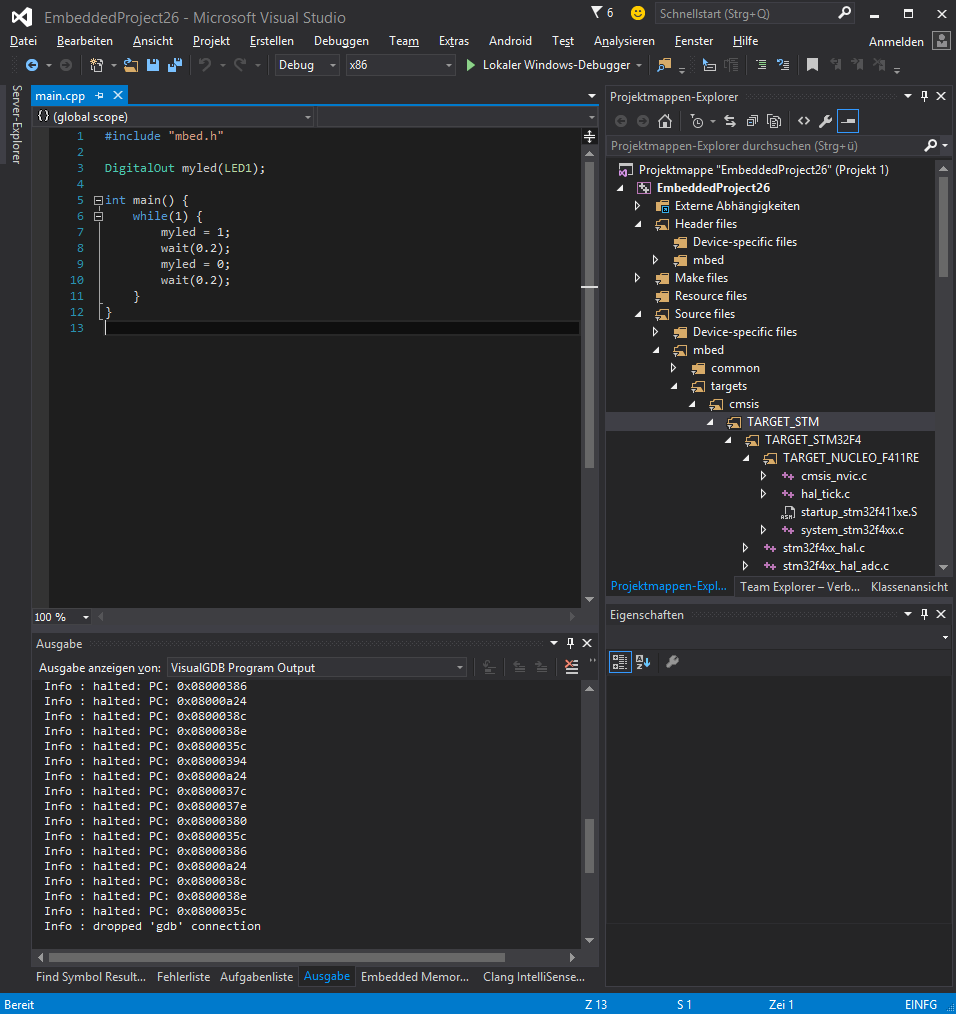 EmbeddedProject26 - Microsoft Visual Studio
6
Schnellstart (Strg+Q)
Datei Bearbeiten Ansicht Projekt Erstellen Debuggen Team Extras Android Test Analysieren Fenster Hilfe Anmelden
Debug x86 Lokaler Windows-Debugger
Server-Explorer
main.cpp
{} (global scope)
1 #include "mbed.h"
2
3 DigitalOut myled(LED1);
4
5 int main() {
6 while(1) {
7 myled = 1;
8 wait(0.2);
9 myled = 0;
10 wait(0.2);
11 }
12 }
13
100 %
Ausgabe
Ausgabe anzeigen von: VisualGDB Program Output
Info : halted: PC: 0x08000386
Info : halted: PC: 0x08000a24
Info : halted: PC: 0x0800038c
Info : halted: PC: 0x0800038e
Info : halted: PC: 0x0800035c
Info : halted: PC: 0x08000394
Info : halted: PC: 0x08000a24
Info : halted: PC: 0x0800037c
Info : halted: PC: 0x0800037e
Info : halted: PC: 0x08000380
Info : halted: PC: 0x0800035c
Info : halted: PC: 0x08000386
Info : halted: PC: 0x08000a24
Info : halted: PC: 0x0800038c
Info : halted: PC: 0x0800038e
Info : halted: PC: 0x0800035c
Info : dropped 'gdb' connection
Find Symbol Result... Fehlerliste Aufgabenliste Ausgabe Embedded Memor... Clang IntelliSense...
Projektmappen-Explorer
Projektmappen-Explorer durchsuchen (Strg+ü)
Projektmappe "EmbeddedProject26" (Projekt 1)
EmbeddedProject26
Externe Abhängigkeiten
Header files
Device-specific files
mbed
Make files
Resource files
Source files
Device-specific files
mbed
common
targets
cmsis
TARGET_STM
TARGET_STM32F4
TARGET_NUCLEO_F411RE
cmsis_nvic.c
hal_tick.c
startup_stm32f411xe.S
system_stm32f4xx.c
stm32f4xx_hal.c
stm32f4xx_hal_adc.c
Projektmappen-Expl... Team Explorer – Verb... Klassenansicht
Eigenschaften
Bereit Z 13 S 1 Zei 1 EINFG